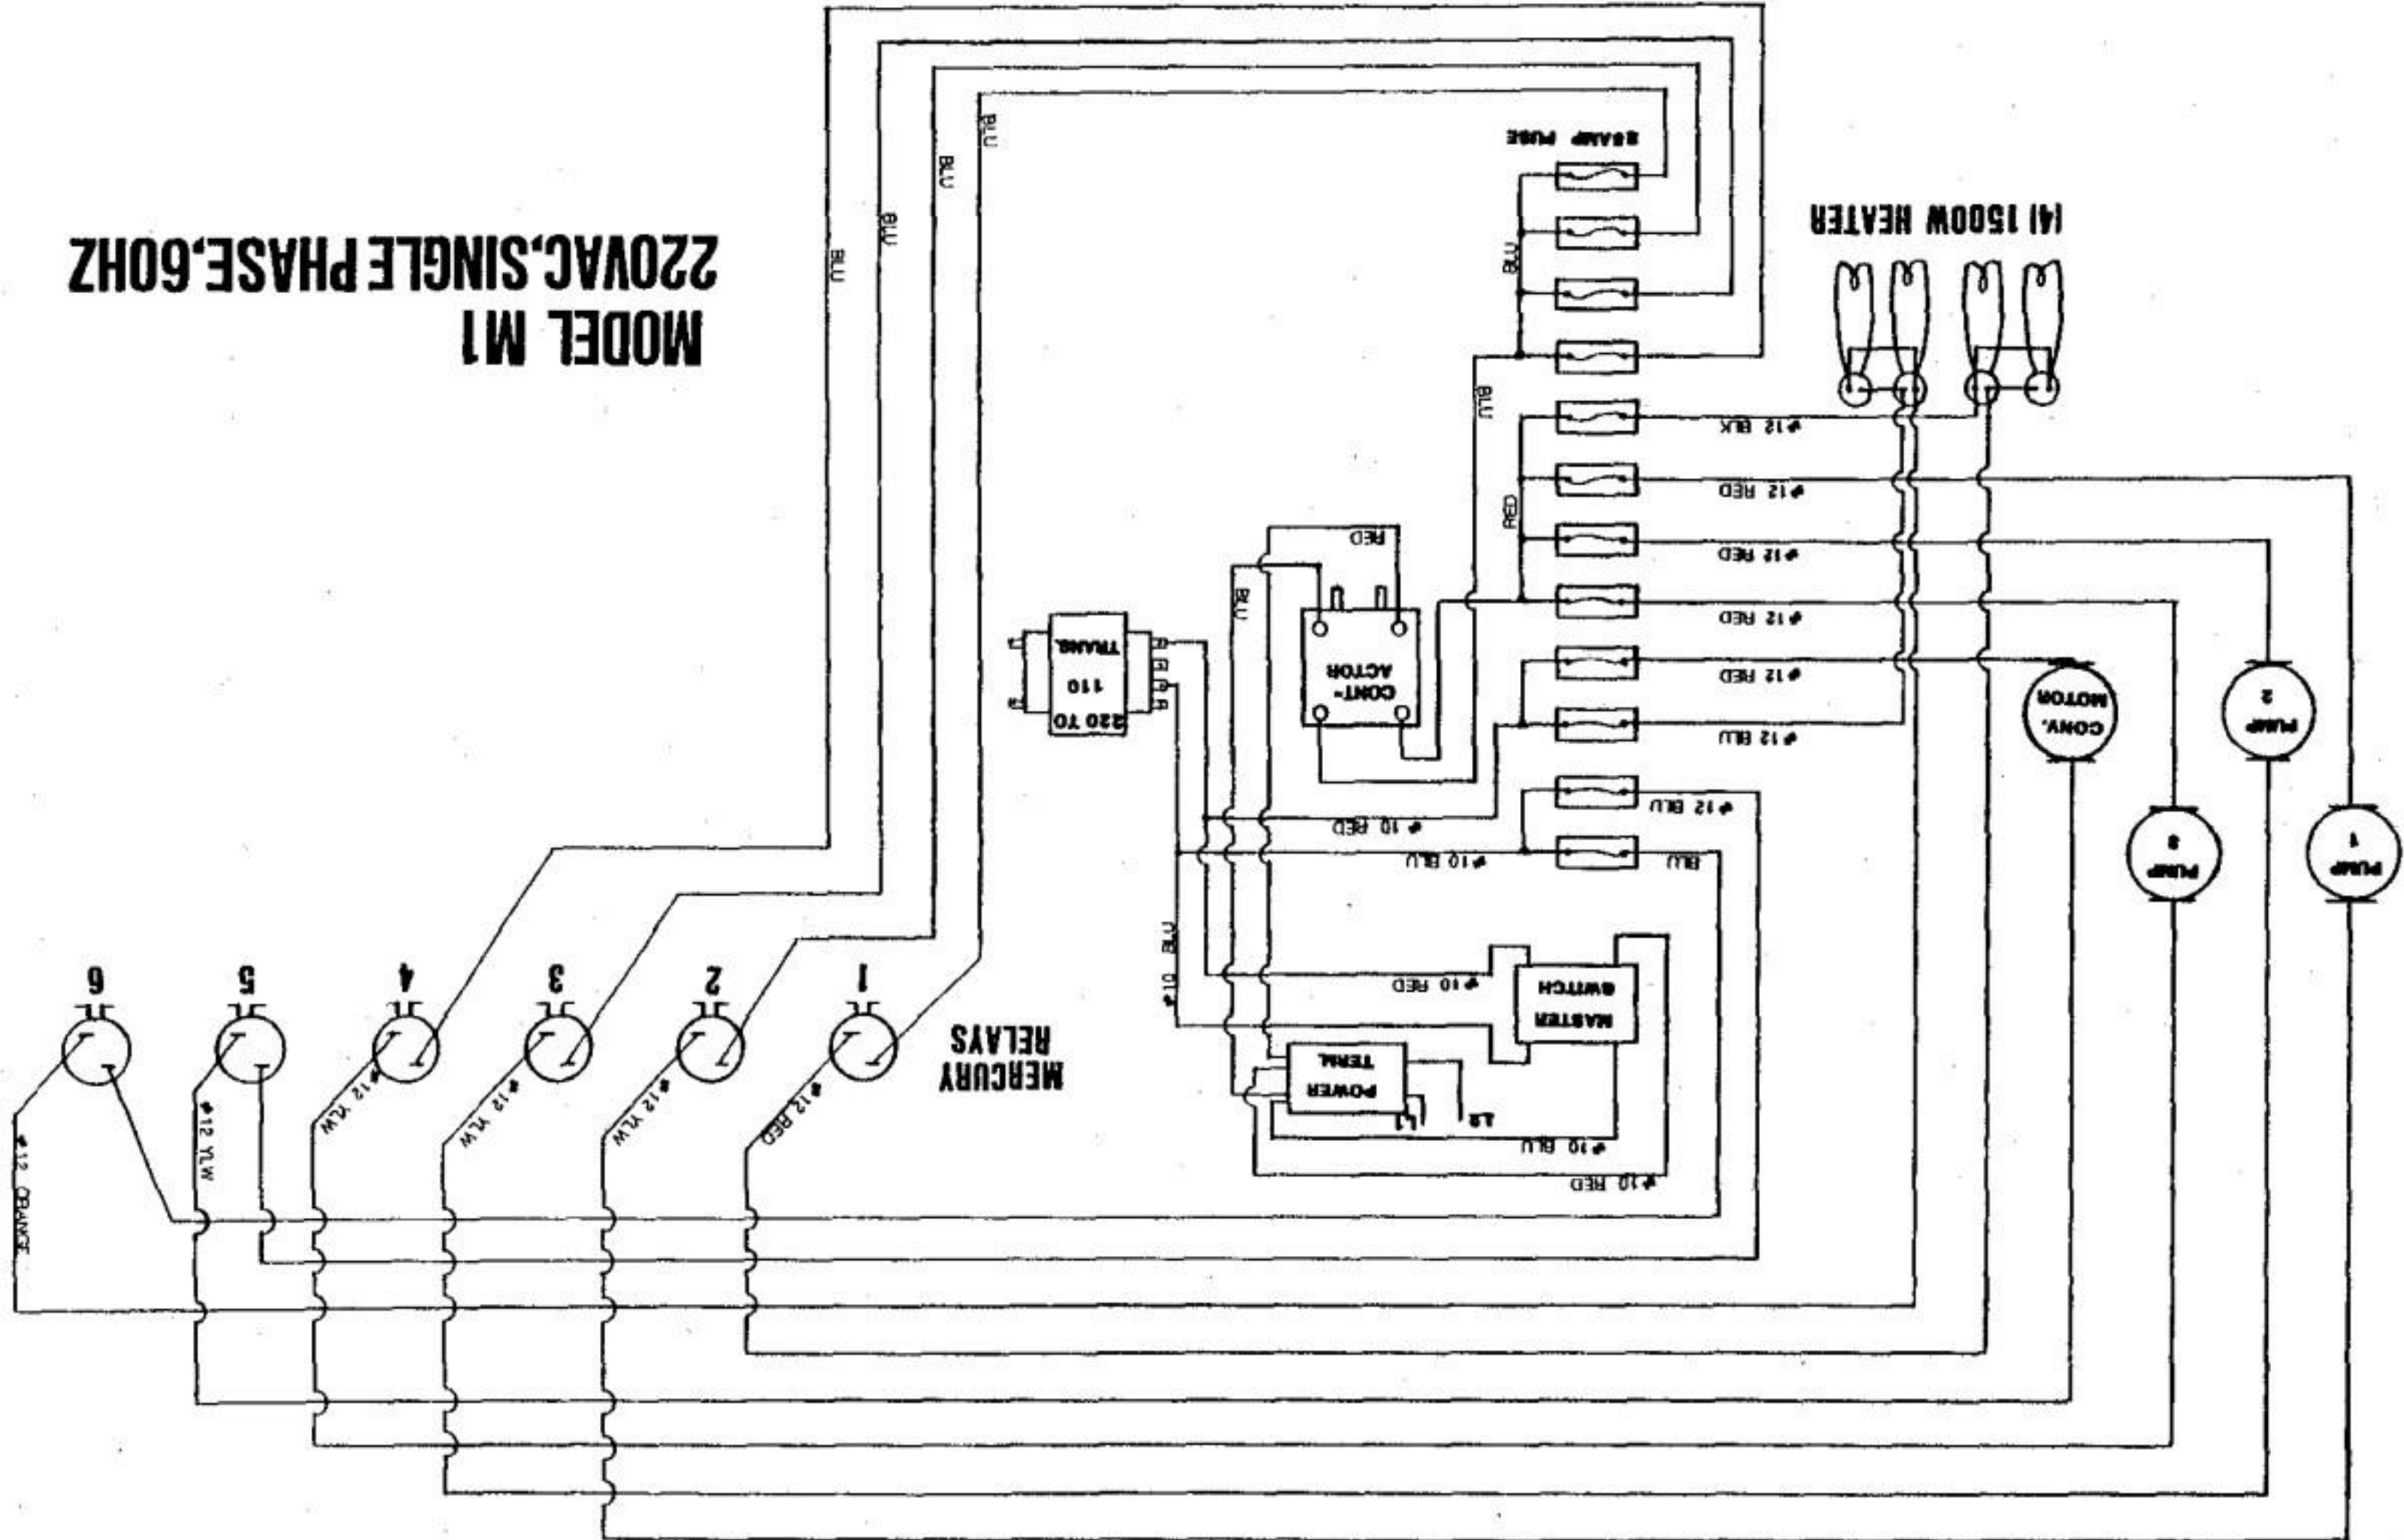 #10 RED
#10 BLU
L2
L1
POWER
TERM.
MASTER
SWITCH
#10 RED
#10 BLU
#12 ORANGE
#12 YLW
#12 YLW
#12 YLW
#12 YLW
#12 RED
MERCURY
RELAYS
1
2
3
4
5
6
PUMP
1
PUMP
3
PUMP
2
CONV.
MOTOR
BLU
#10 BLU
#12 BLU
#10 RED
#12 BLU
#12 RED
#12 RED
#12 RED
#12 RED
#12 BLK
220 TO
110
TRANS.
CONT-
ACTOR
BLU
RED
RED
BLU
BLU
(4) 1500W HEATER
25AMP FUSE
BLU
BLU
BLU
BLU
MODEL M1
220VAC,SINGLE PHASE,60HZ